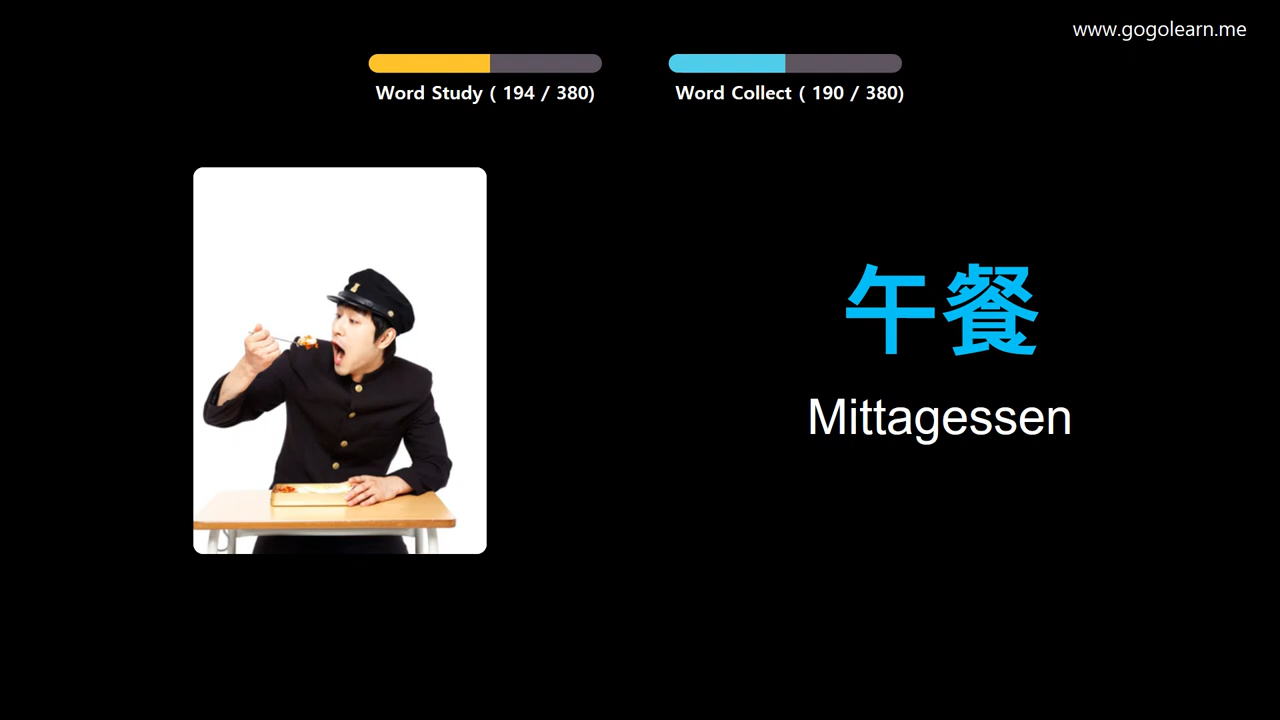 www.gogolearn.me
Word Study ( 194 / 380)
Word Collect ( 190 / 380)
午餐
Mittagessen